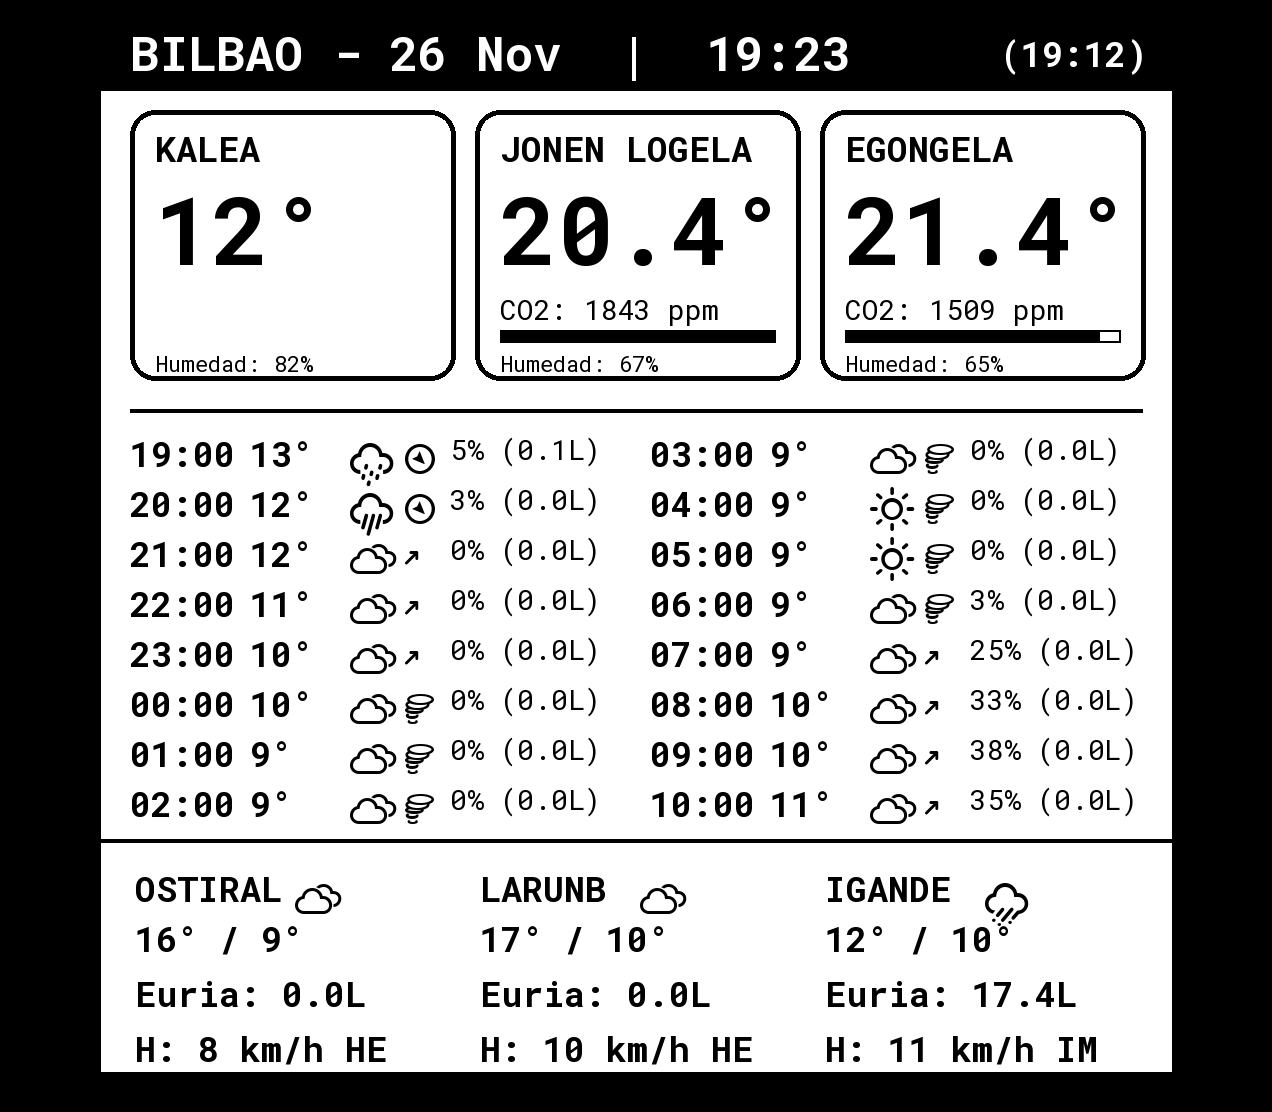 BILBAO - 26 Nov | 19:23 (19:12)
KALEA
12°
Humedad: 82%
JONEN LOGELA
20.4°
CO2: 1843 ppm
Humedad: 67%
EGONGELA
21.4°
CO2: 1509 ppm
Humedad: 65%
19:00 13° 5% (0.1L)
20:00 12° 3% (0.0L)
21:00 12° 0% (0.0L)
22:00 11° 0% (0.0L)
23:00 10° 0% (0.0L)
00:00 10° 0% (0.0L)
01:00 9° 0% (0.0L)
02:00 9° 0% (0.0L)
03:00 9° 0% (0.0L)
04:00 9° 0% (0.0L)
05:00 9° 0% (0.0L)
06:00 9° 3% (0.0L)
07:00 9° 25% (0.0L)
08:00 10° 33% (0.0L)
09:00 10° 38% (0.0L)
10:00 11° 35% (0.0L)
OSTIRAL
16° / 9°
Euria: 0.0L
H: 8 km/h HE
LARUNB
17° / 10°
Euria: 0.0L
H: 10 km/h HE
IGANDE
12° / 10°
Euria: 17.4L
H: 11 km/h IM